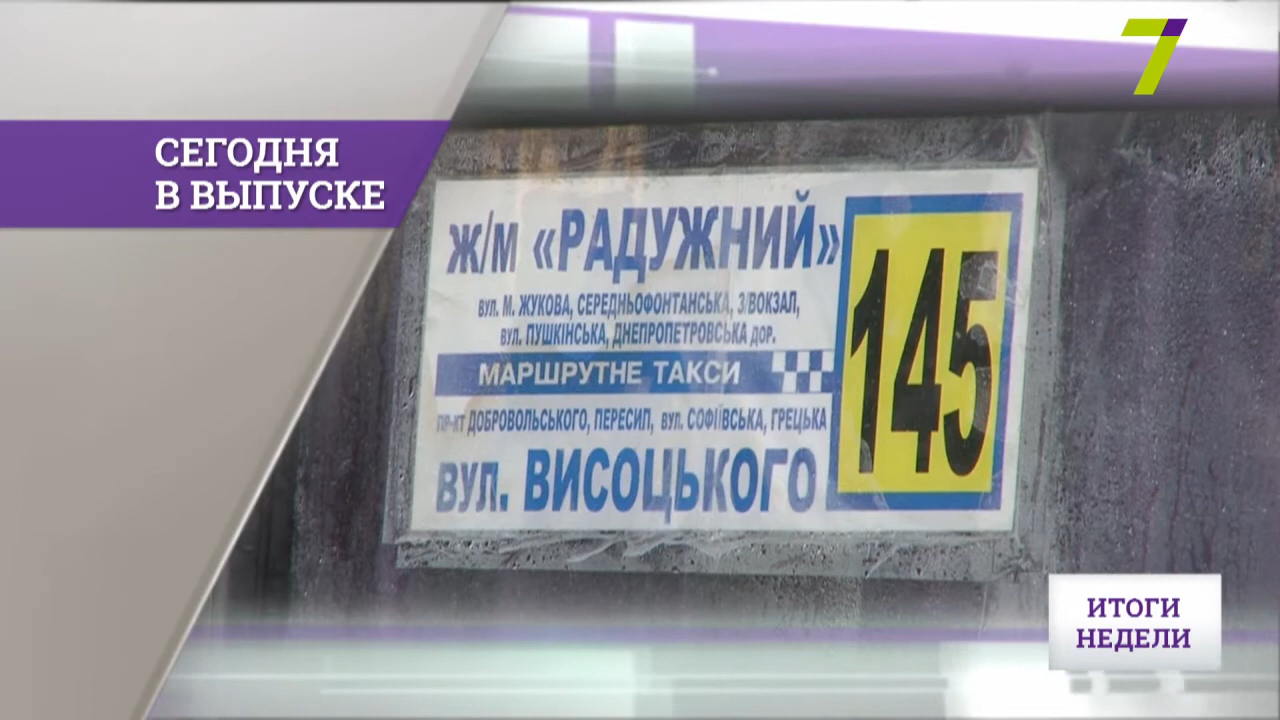 7
СЕГОДНЯ
В ВЫПУСКЕ
Ж/М «РАДУЖНИЙ»
ВУЛ. М. ЖУКОВА, СЕРЕДНЬОФОНТАНСЬКА, З/ВОКЗАЛ,
ВУЛ. ПУШКІНСЬКА, ДНЕПРОПЕТРОВСЬКА ДОР.
МАРШРУТНЕ ТАКСИ
ПР-КТ ДОБРОВОЛЬСЬКОГО, ПЕРЕСИП, ВУЛ. СОФІЇВСЬКА, ГРЕЦЬКА
ВУЛ. ВИСОЦЬКОГО
145
ИТОГИ
НЕДЕЛИ